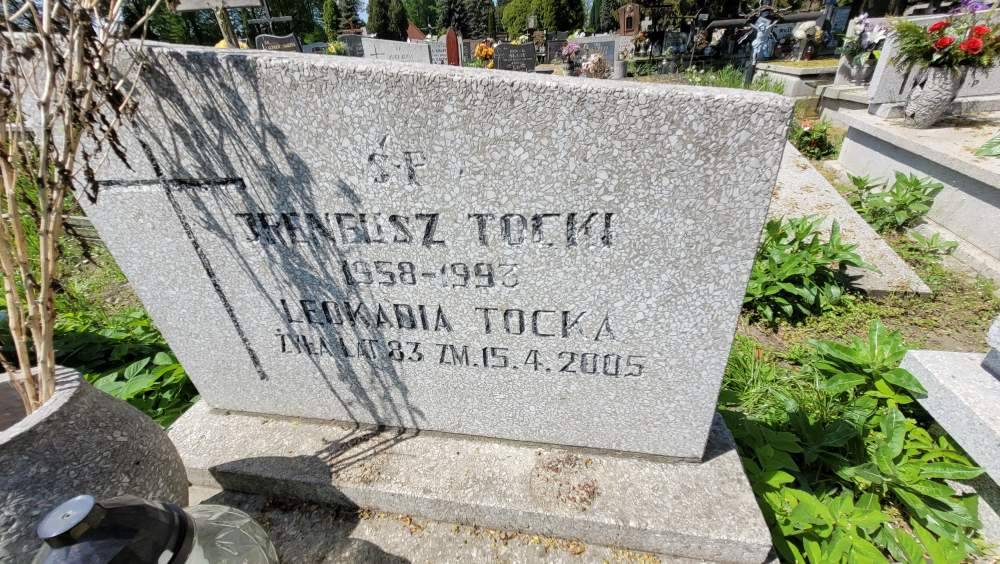 Ś.P.
IRENEUSZ TOCKI
1958-1993
LEOKADIA TOCKA
ŻYŁA LAT 83 ZM. 15.4.2005